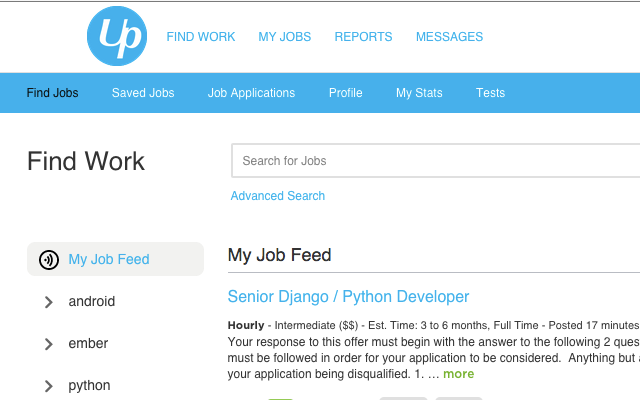 Up
FIND WORK MY JOBS REPORTS MESSAGES
Find Jobs Saved Jobs Job Applications Profile My Stats Tests
Find Work
Search for Jobs
Advanced Search
My Job Feed
android
ember
python
My Job Feed
Senior Django / Python Developer
Hourly - Intermediate ($$) - Est. Time: 3 to 6 months, Full Time - Posted 17 minutes
Your response to this offer must begin with the answer to the following 2 ques
must be followed in order for your application to be considered. Anything but a
your application being disqualified. 1. ... more